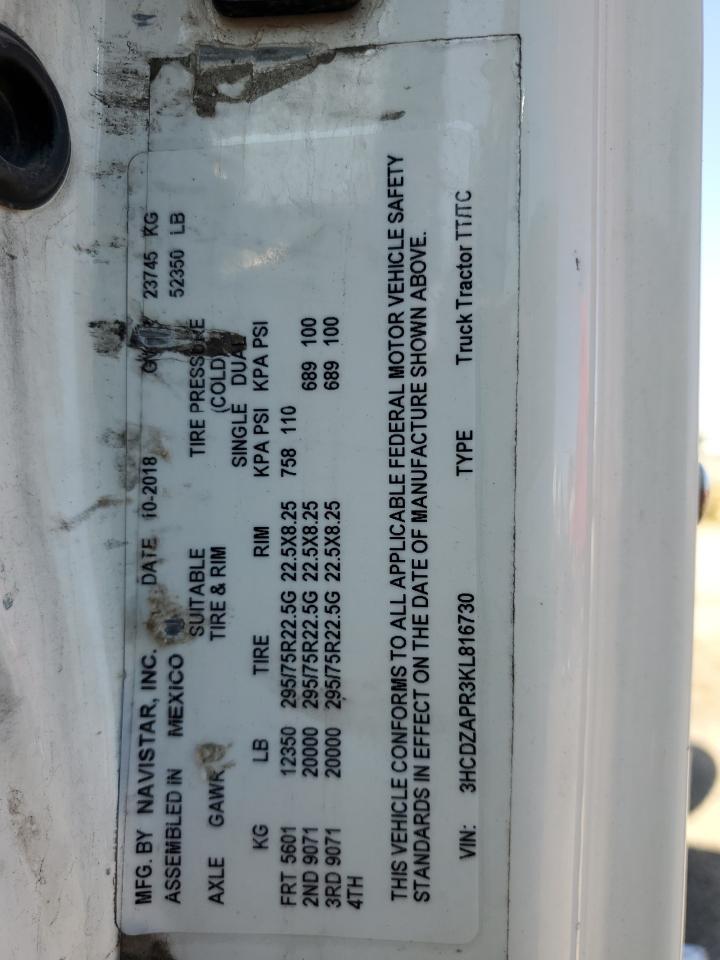 MFG. BY NAVISTAR, INC. DATE 10-2018 23745 KG
ASSEMBLED IN MEXICO 52350 LB
SUITABLE TIRE PRESSURE
AXLE GAWR TIRE & RIM (COLD)
SINGLE DUAL
KG LB TIRE RIM KPA PSI KPA PSI
FRT 5601 12350 295/75R22.5G 22.5X8.25 758 110
2ND 9071 20000 295/75R22.5G 22.5X8.25 689 100
3RD 9071 20000 295/75R22.5G 22.5X8.25 689 100
4TH
THIS VEHICLE CONFORMS TO ALL APPLICABLE FEDERAL MOTOR VEHICLE SAFETY
STANDARDS IN EFFECT ON THE DATE OF MANUFACTURE SHOWN ABOVE.
VIN: 3HCDZAPR3KL816730 TYPE Truck Tractor TT/TC